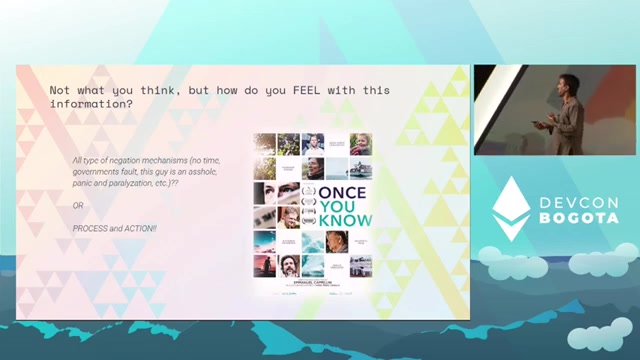 Not what you think, but how do you FEEL with this
information?
All type of negation mechanisms (no time,
governments fault, this guy is an asshole,
panic and paralyzation, etc.)??
OR
PROCESS and ACTION!!
ONCE
YOU
KNOW
EMMANUEL CAPPELLIN
DEVCON
BOGOTA